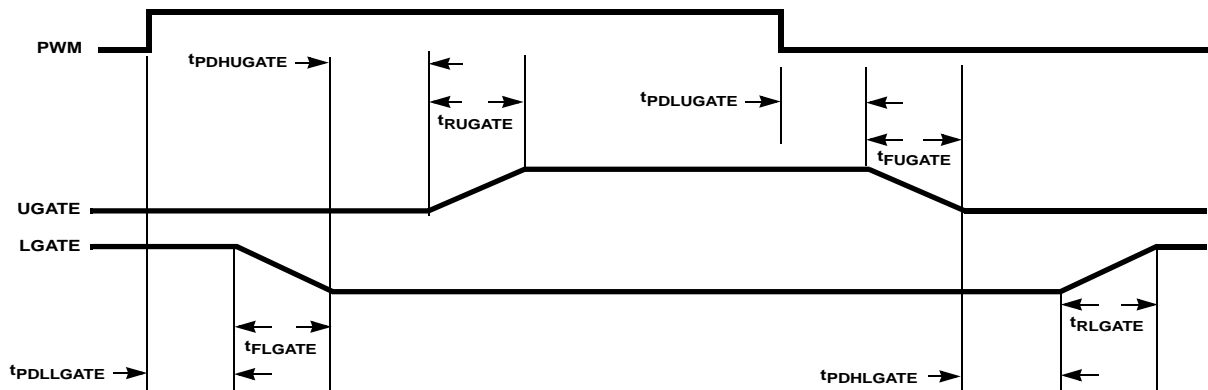 PWM
tPDHUGATE
tRUGATE
tPDLUGATE
tFUGATE
UGATE
LGATE
tFLGATE
tRLGATE
tPDLLGATE
tPDHLGATE